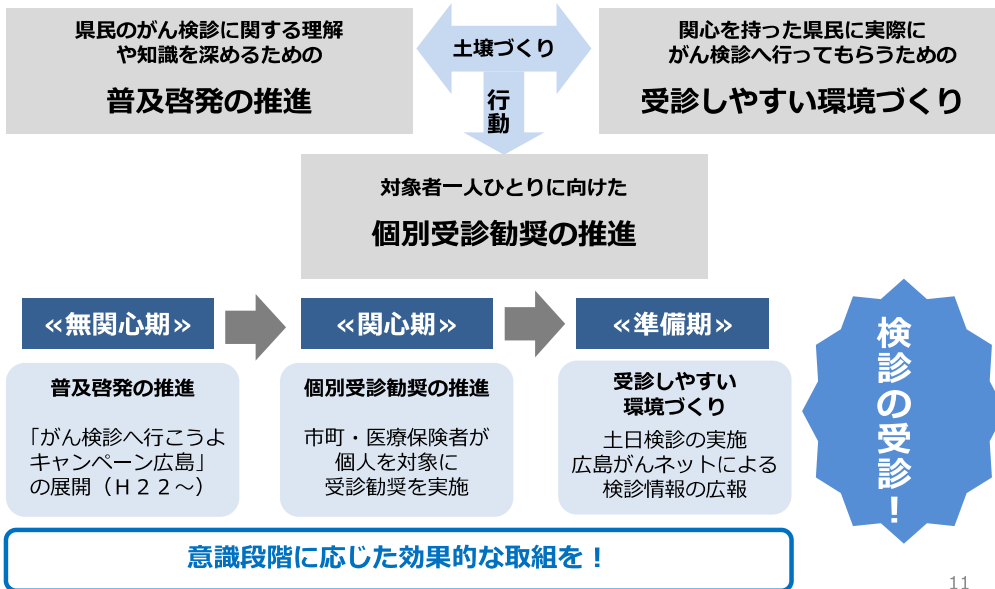 県民のがん検診に関する理解
や知識を深めるための
普及啓発の推進
土壌づくり
行
動
関心を持った県民に実際に
がん検診へ行ってもらうための
受診しやすい環境づくり
対象者一人ひとりに向けた
個別受診勧奨の推進
≪無関心期≫
≪関心期≫
≪準備期≫
普及啓発の推進
「がん検診へ行こうよ
キャンペーン広島」
の展開（H２２～）
個別受診勧奨の推進
市町・医療保険者が
個人を対象に
受診勧奨を実施
受診しやすい
環境づくり
土日検診の実施
広島がんネットによる
検診情報の広報
検診の受診！
意識段階に応じた効果的な取組を！
11